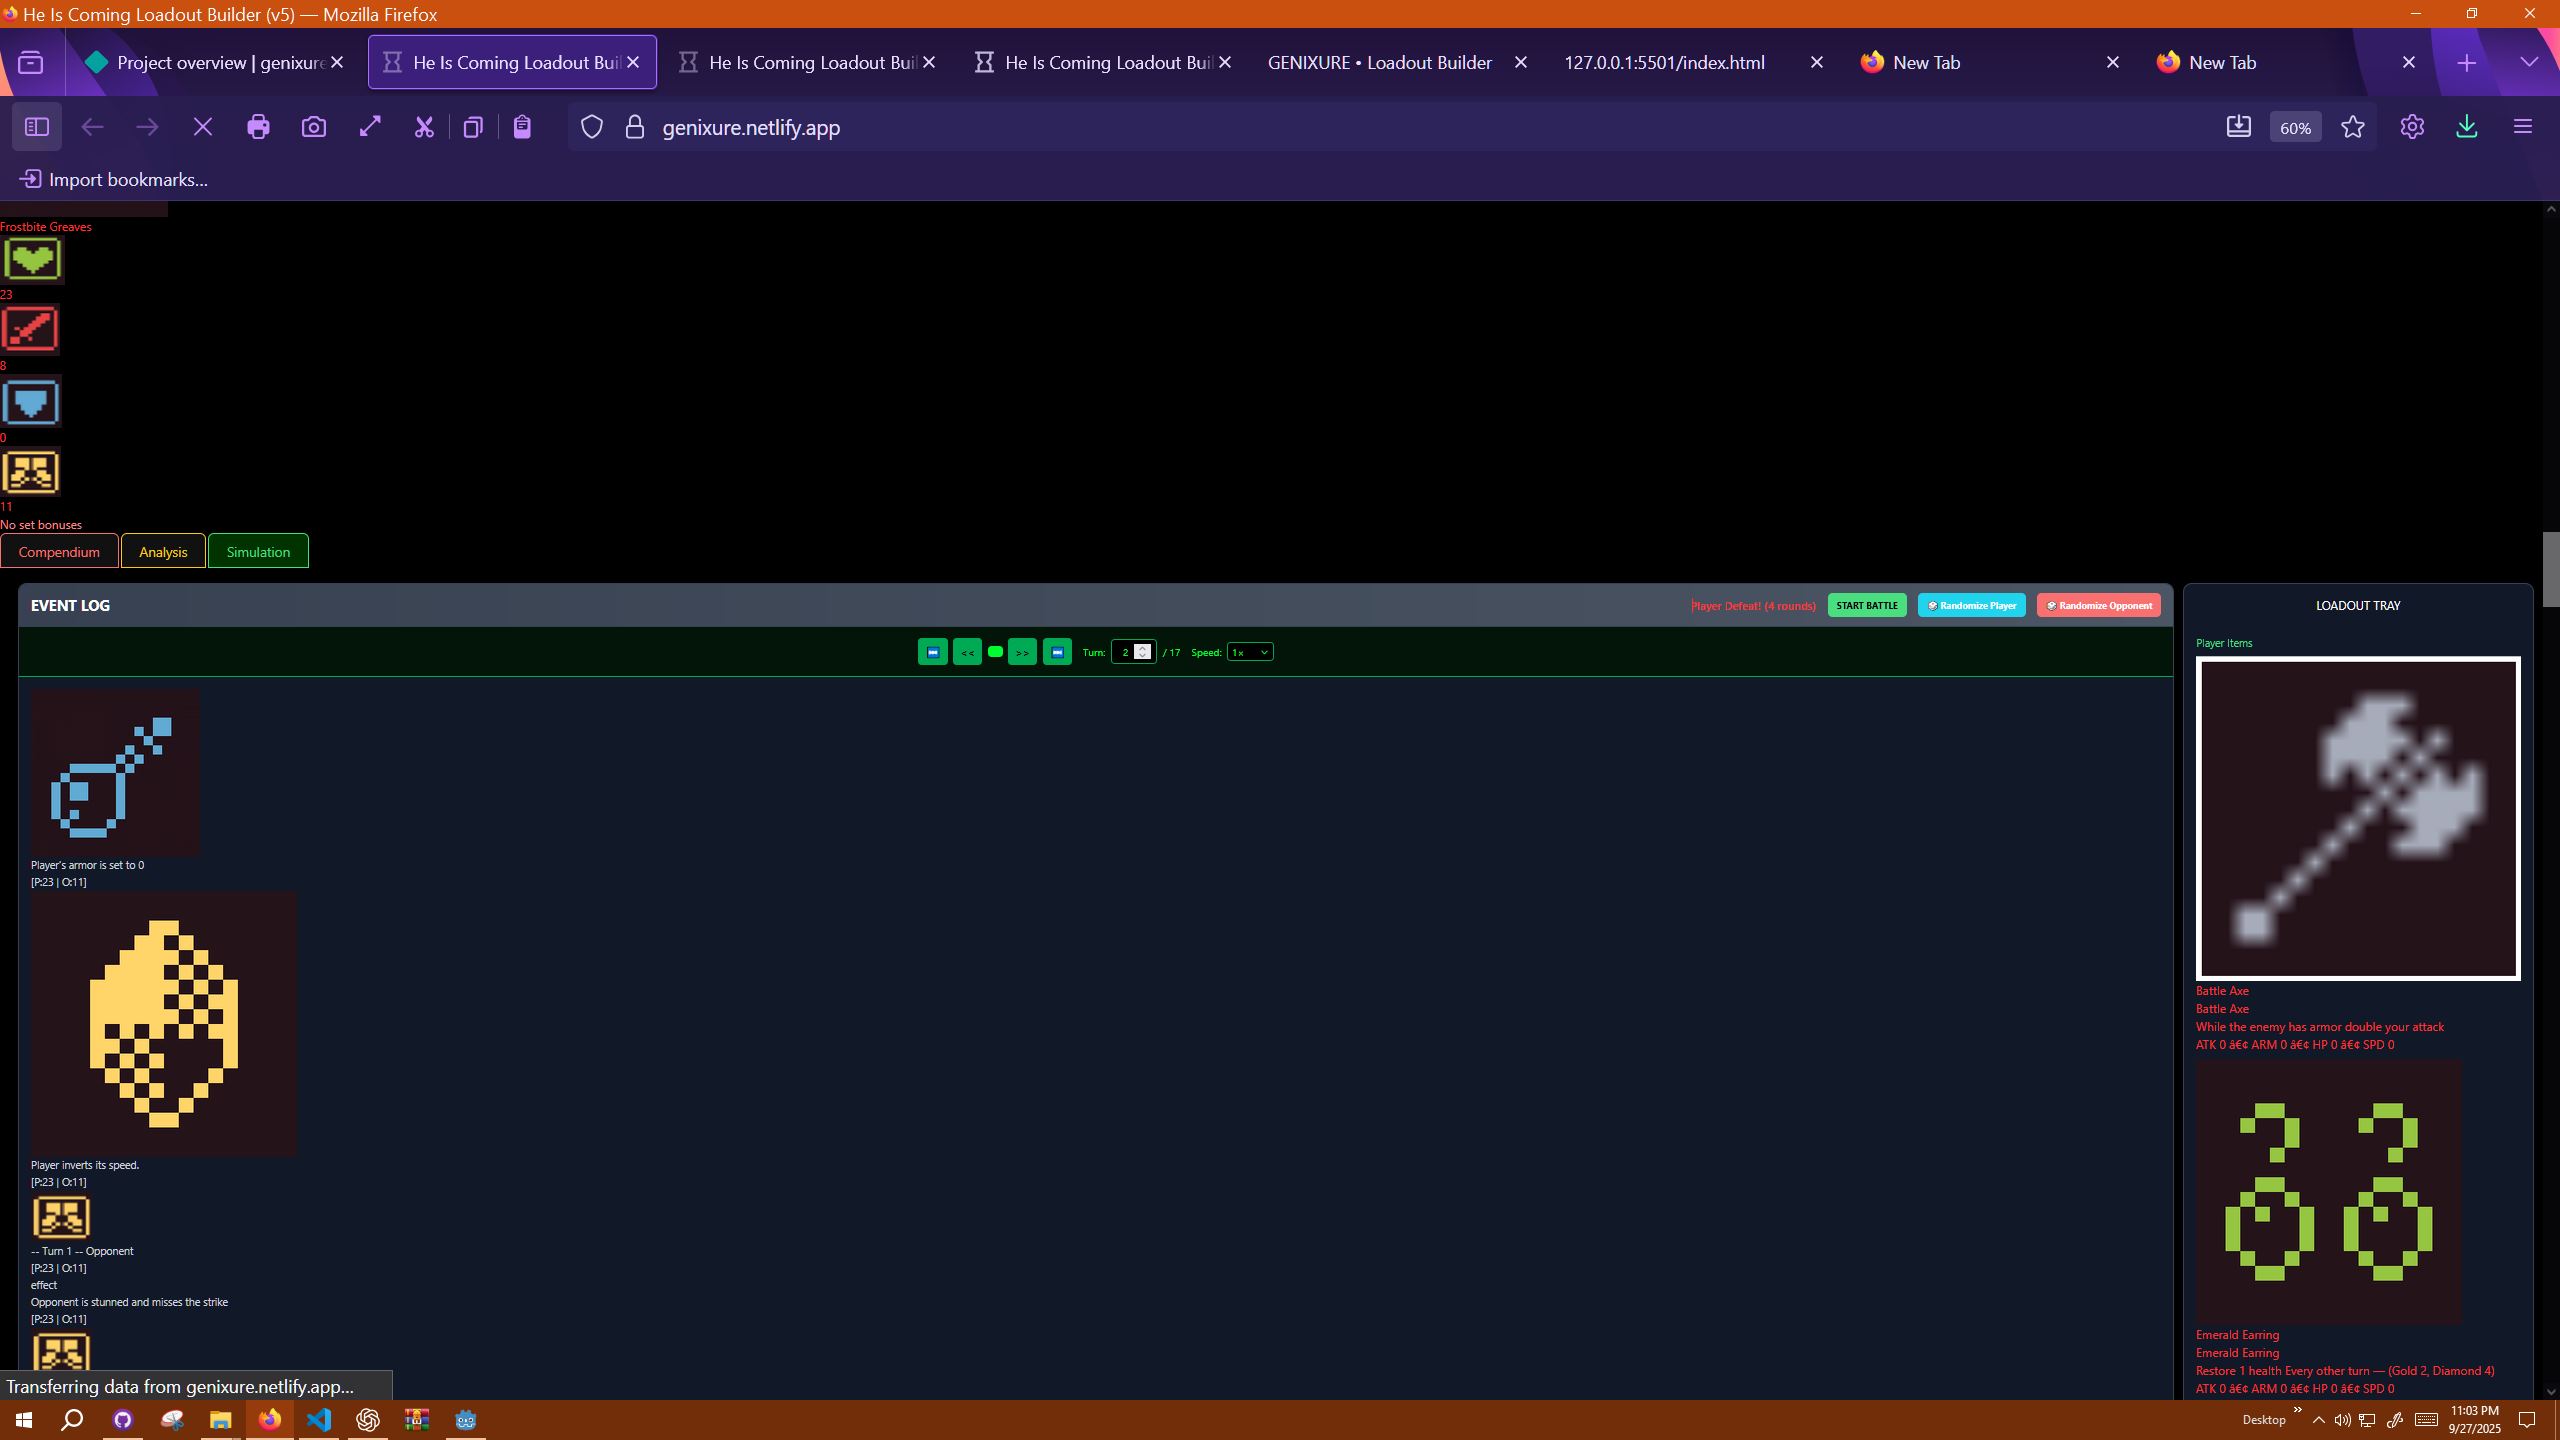 He Is Coming Loadout Builder (v5) — Mozilla Firefox
Project overview | genixure
He Is Coming Loadout Buil
He Is Coming Loadout Buil
He Is Coming Loadout Buil
GENIXURE • Loadout Builder
127.0.0.1:5501/index.html
New Tab
New Tab
genixure.netlify.app
60%
Import bookmarks...
Frostbite Greaves
23
8
0
11
No set bonuses
Compendium
Analysis
Simulation
EVENT LOG
Player Defeat! (4 rounds)
START BATTLE
Randomize Player
Randomize Opponent
<<
>>
Turn: 2 / 17 Speed: 1×
Player's armor is set to 0
[P:23 | O:11]
Player inverts its speed.
[P:23 | O:11]
-- Turn 1 -- Opponent
[P:23 | O:11]
effect
Opponent is stunned and misses the strike
[P:23 | O:11]
LOADOUT TRAY
Player Items
Battle Axe
Battle Axe
While the enemy has armor double your attack
ATK 0 â€¢ ARM 0 â€¢ HP 0 â€¢ SPD 0
Emerald Earring
Emerald Earring
Restore 1 health Every other turn — (Gold 2, Diamond 4)
ATK 0 â€¢ ARM 0 â€¢ HP 0 â€¢ SPD 0
Transferring data from genixure.netlify.app...
Desktop
11:03 PM
9/27/2025